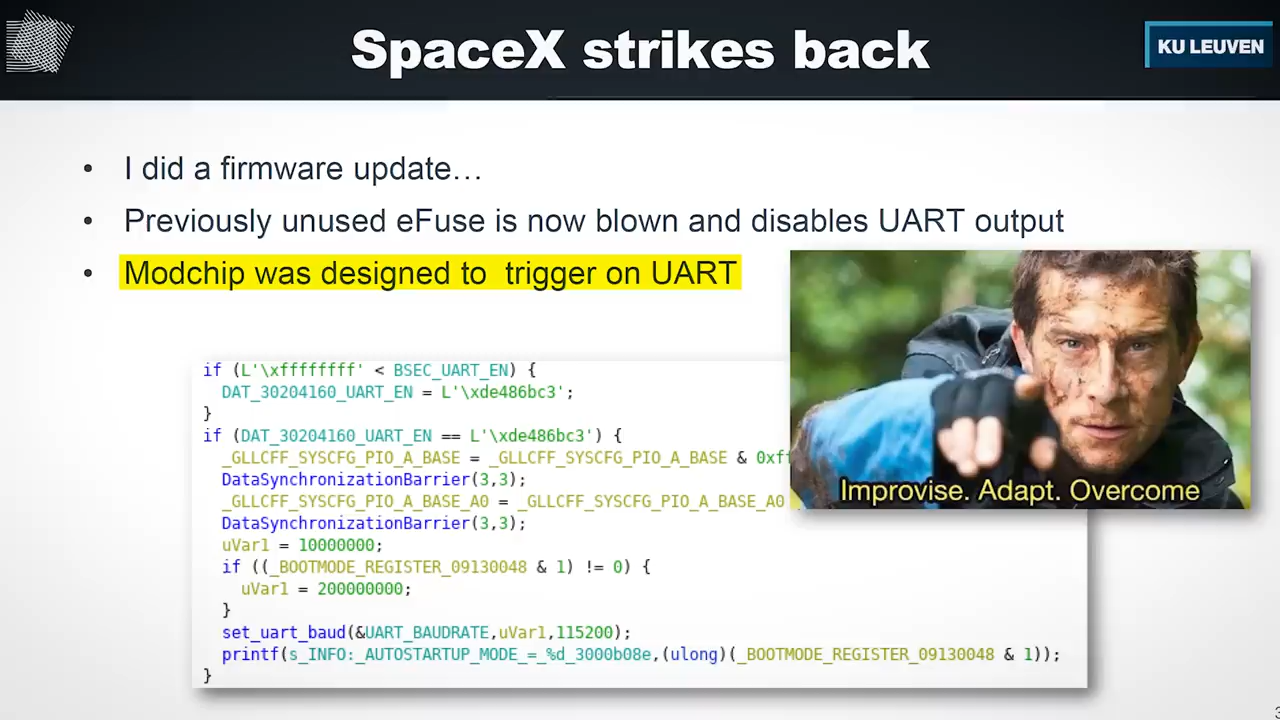 SpaceX strikes back
KU LEUVEN
• I did a firmware update…
• Previously unused eFuse is now blown and disables UART output
• Modchip was designed to  trigger on UART
if (L'\xffffffff' < BSEC_UART_EN) {
  DAT_30204160_UART_EN = L'\xde486bc3';
}
if (DAT_30204160_UART_EN == L'\xde486bc3') {
  _GLLCFF_SYSCFG_PIO_A_BASE = _GLLCFF_SYSCFG_PIO_A_BASE & 0xff
  DataSynchronizationBarrier(3,3);
  _GLLCFF_SYSCFG_PIO_A_BASE_A0 = _GLLCFF_SYSCFG_PIO_A_BASE_A0
  DataSynchronizationBarrier(3,3);
  uVar1 = 10000000;
  if ((_BOOTMODE_REGISTER_09130048 & 1) != 0) {
    uVar1 = 200000000;
  }
  set_uart_baud(&UART_BAUDRATE,uVar1,115200);
  printf(s_INFO:_AUTOSTARTUP_MODE_=_%d_3000b08e,(ulong)(_BOOTMODE_REGISTER_09130048 & 1));
}
Improvise. Adapt. Overcome